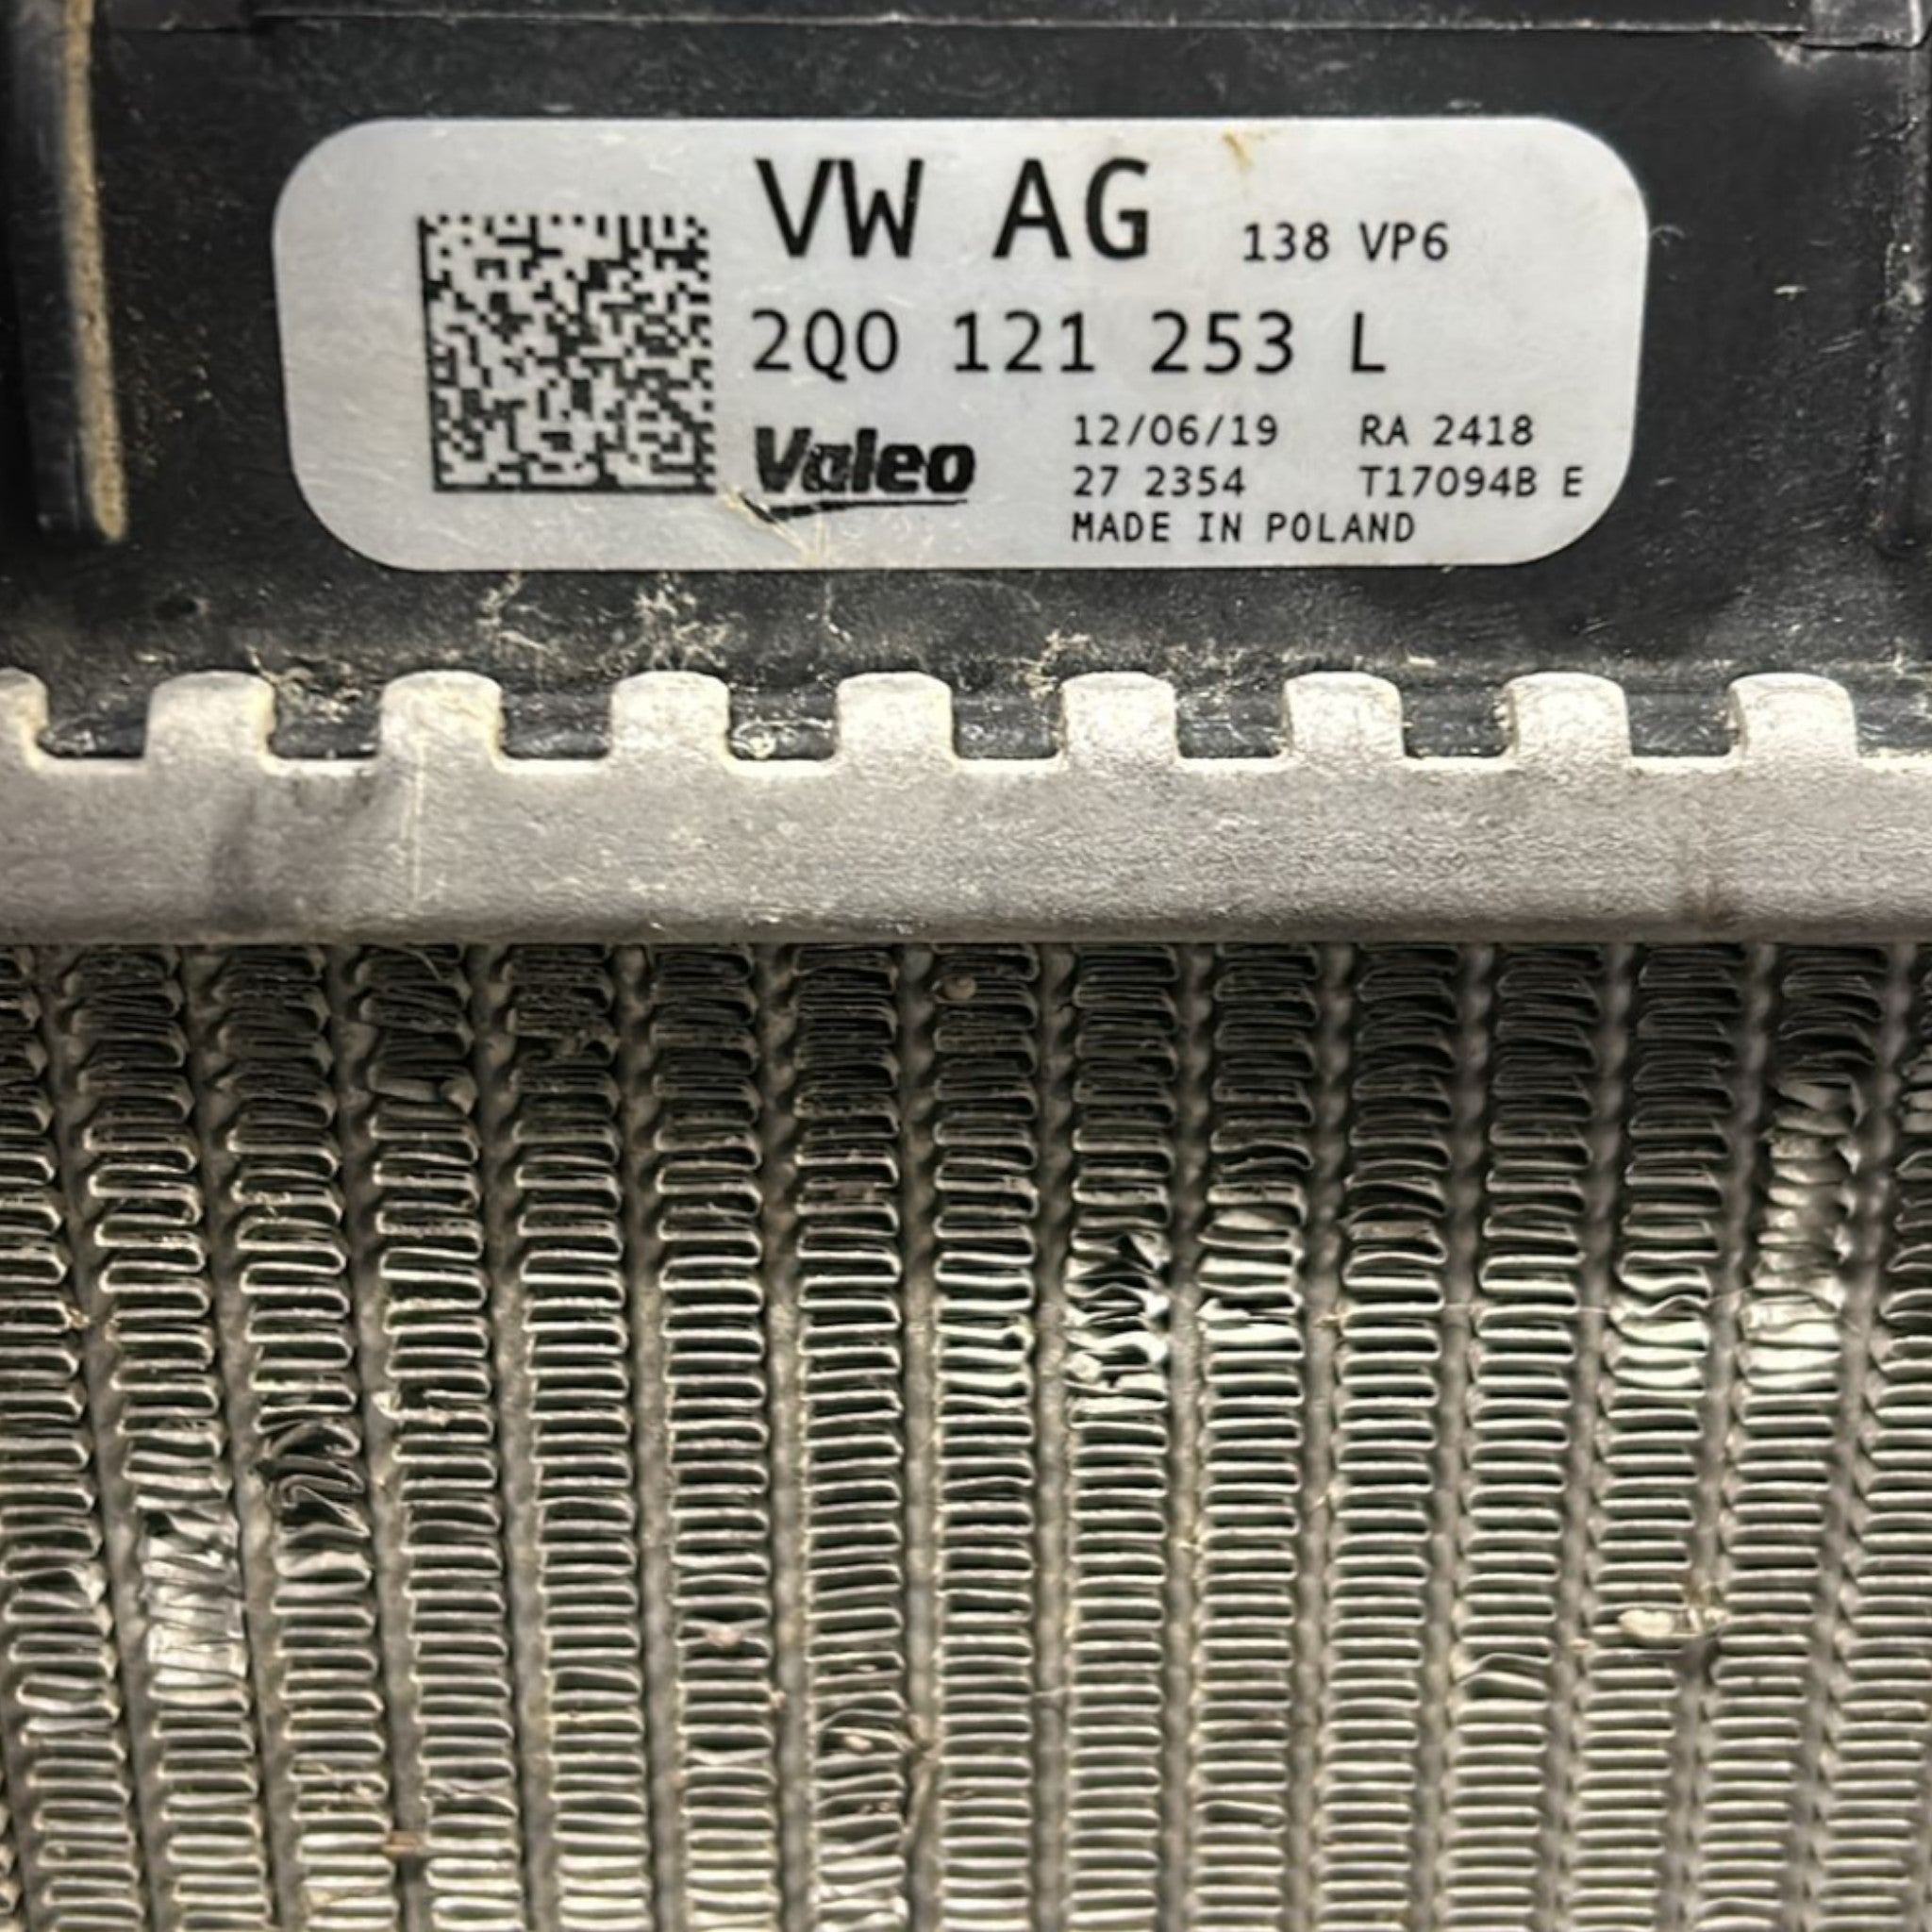 VW AG 138 VP6
2Q0 121 253 L
Valeo 12/06/19 RA 2418
27 2354 T17094B E
MADE IN POLAND